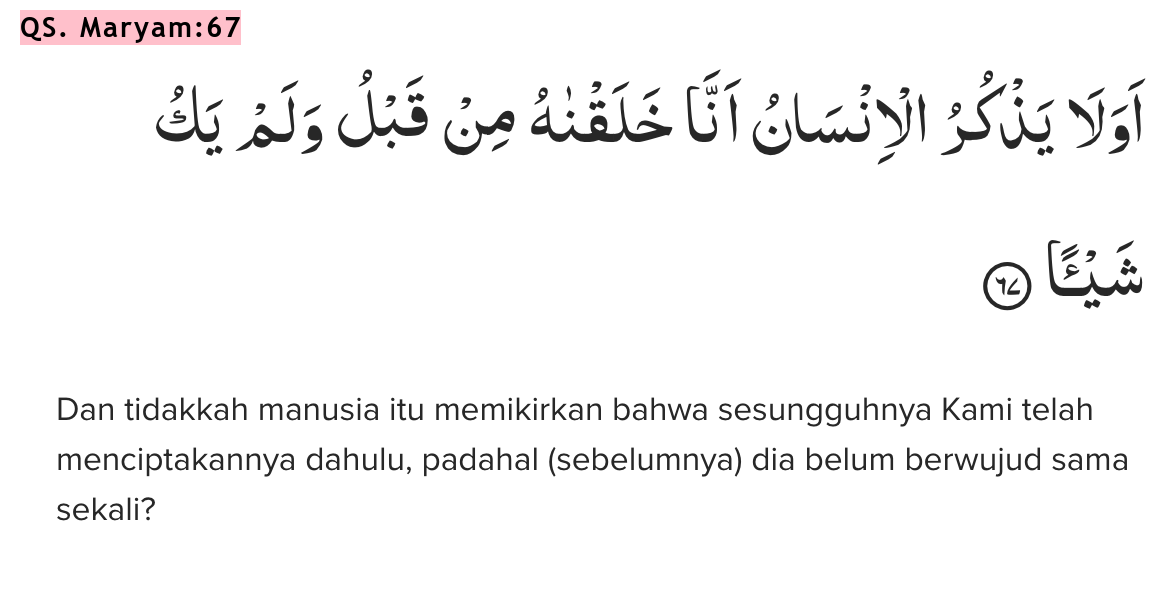 QS. Maryam:67
اَوَلَا يَذْكُرُ الْاِنْسَانُ اَنَّا خَلَقْنٰهُ مِنْ قَبْلُ وَلَمْ يَكُ
شَيْـًٔا ٦٧
Dan tidakkah manusia itu memikirkan bahwa sesungguhnya Kami telah
menciptakannya dahulu, padahal (sebelumnya) dia belum berwujud sama
sekali?